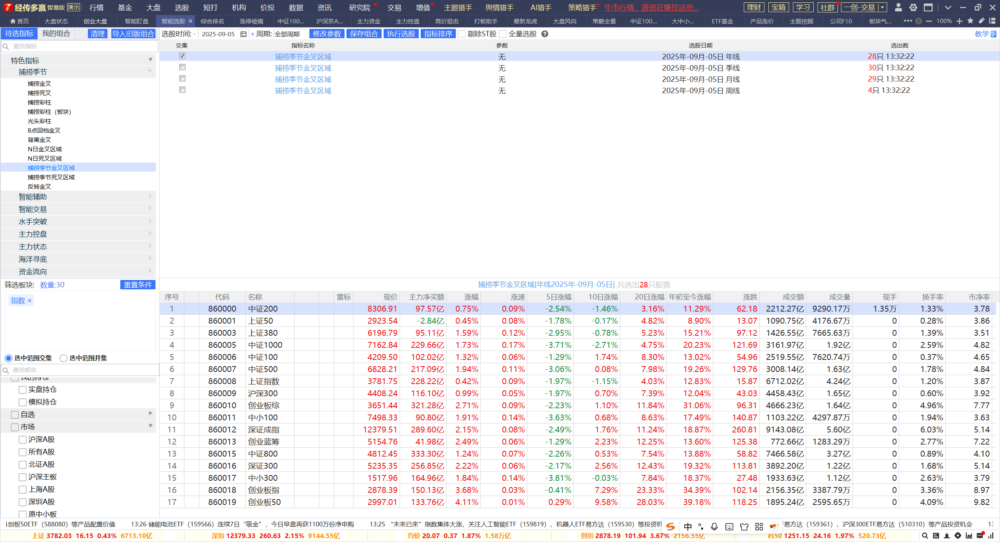 经传多赢 智尊版 演示 行情 基金 大盘 选股 短打 机构 价投 数据 资讯 研究院 交易 增值 主题猎手 舆情猎手 AI猎手 策略猎手 牛市行情，游资在爆拉这些... 理财 宝箱 学习 社群 一创-交易
首页 大盘状态 创业大盘 智能盯盘 智能选股 综合排名 涨停棱镜 中证100... 沪深京A... 主力资金 主力控盘 竞价狙击 打板助手 最新龙虎 大盘风向 策略全景 中证100... 大中小... ETF基金 产品涨价 主题挖掘 公司F10 板块气... 100%
待选指标 我的组合 清理 导入旧版组合 选股时间: - 2025-09-05 + 周期: 全部周期 修改参数 保存组合 执行选股 指标排序 剔除ST股 全量选股 教学
查找指标
特色指标
捕捞季节
捕捞金叉
捕捞死叉
捕捞彩柱
捕捞彩柱（板块）
光头彩柱
B点回档金叉
背离金叉
N日金叉区域
N日死叉区域
捕捞季节金叉区域
捕捞季节死叉区域
反转金叉
智能辅助
智能交易
水手突破
主力控盘
主力状态
海洋寻底
资金流向
交集 指标名称 参数 选股日期 选出数
捕捞季节金叉区域 无 2025年-09月-05日 年线 28只 13:32:22
捕捞季节金叉区域 无 2025年-09月-05日 季线 30只 13:32:22
捕捞季节金叉区域 无 2025年-09月-05日 月线 29只 13:32:22
捕捞季节金叉区域 无 2025年-09月-05日 周线 4只 13:32:22
筛选板块: 数量:30 重置条件
指数 ×
选中范围交集 选中范围并集
查找板块
我的持仓
实盘持仓
模拟持仓
自选
市场
沪深A股
所有A股
北证A股
沪深主板
上海A股
深圳A股
原中小板
捕捞季节金叉区域[年线2025年-09月-05日] 共选出28只股票
序号 代码 名称 雷标 现价 主力净买额 涨幅 涨速 5日涨幅 10日涨幅 20日涨幅 年初至今涨幅 涨跌 成交额 成交量 现手 换手率 市净率
1 860000 中证200 8306.91 97.57亿 0.75% 0.09% -2.54% -1.46% 3.16% 11.29% 62.18 2212.27亿 9290.17万 1.35万 1.33% 3.78
2 860001 上证50 2923.54 -2.84亿 0.45% 0.08% -1.78% -0.17% 4.82% 8.90% 13.07 1090.75亿 4176.67万 0 0.28% 3.86
3 860003 上证380 6196.79 95.11亿 1.59% 0.12% -2.95% -0.78% 5.23% 15.21% 97.12 1426.55亿 7665.63万 0 1.39% 3.51
4 860005 中证1000 7162.84 229.66亿 1.73% 0.17% -3.71% -2.71% 4.75% 20.23% 121.69 3161.97亿 1.92亿 0 2.59% 4.82
5 860006 中证100 4209.50 102.02亿 1.32% 0.06% -1.29% 1.74% 8.30% 13.02% 54.96 2519.55亿 7620.74万 0 0.37% 4.65
6 860007 中证500 6828.21 217.09亿 1.94% 0.11% -3.06% 0.08% 7.98% 19.26% 129.76 3008.14亿 1.63亿 0 1.78% 4.84
7 860008 上证指数 3781.75 228.22亿 0.42% 0.09% -1.97% -1.15% 4.03% 12.83% 15.87 6712.02亿 4.24亿 0 1.20% 3.87
8 860009 沪深300 4408.24 116.10亿 0.99% 0.05% -1.97% 0.70% 7.39% 12.04% 43.03 4458.43亿 1.65亿 0 0.60% 3.92
9 860010 创业板综 3651.44 321.28亿 2.71% 0.09% -2.23% 1.10% 11.84% 31.06% 96.31 4666.23亿 1.64亿 0 4.96% 7.77
10 860011 中小100 7498.33 90.80亿 1.91% 0.14% -3.63% 0.68% 8.63% 17.49% 140.87 1103.22亿 4297.87万 0 1.94% 3.63
11 860012 深证成指 12379.51 289.60亿 2.15% 0.08% -2.49% 1.76% 11.24% 18.87% 260.81 9143.08亿 5.60亿 0 6.03% 5.14
12 860013 创业蓝筹 5154.76 41.98亿 2.49% 0.06% -1.29% 2.23% 12.25% 13.60% 125.38 772.66亿 1283.29万 0 2.77% 7.22
13 860015 中证800 4812.45 333.30亿 1.24% 0.07% -2.26% 0.53% 7.54% 13.88% 58.82 7466.58亿 3.27亿 0 0.89% 4.10
14 860016 深证300 5235.35 256.85亿 2.22% 0.06% -2.17% 2.56% 12.43% 19.32% 113.81 3892.20亿 1.22亿 0 1.68% 5.14
15 860017 中小300 1517.96 164.96亿 1.84% 0.14% -3.81% -0.03% 7.84% 18.37% 27.48 1933.63亿 1.12亿 0 2.63% 3.79
16 860018 创业板指 2878.39 150.13亿 3.68% 0.03% -0.41% 7.29% 23.33% 34.39% 102.14 2156.35亿 3387.79万 0 3.36% 8.97
17 860019 创业板50 2997.01 133.76亿 4.11% 0.01% 0.29% 9.58% 28.03% 39.18% 118.25 1895.24亿 2595.65万 0 4.09% 9.82
创板50ETF（588080）等产品配置价值 13:26 储能电池ETF（159566）连续7日“吸金”，今日早盘再获1100万份净申购 13:25 “未来已来”指数集体大涨，关注人工智能ETF（159819）、机器人ETF易方达（159530）等投资机 中 易方达（159361）、沪深300ETF易方达（510310）等产品投资机会
上证 3782.03 16.15 0.43% 6713.10亿 深指 12379.33 260.63 2.15% 9144.55亿 均价 20.07 0.37 1.87% 1.58万亿 创指 2878.19 101.94 3.67% 2156.55亿 科50 1251.15 24.16 1.97% 520.73亿